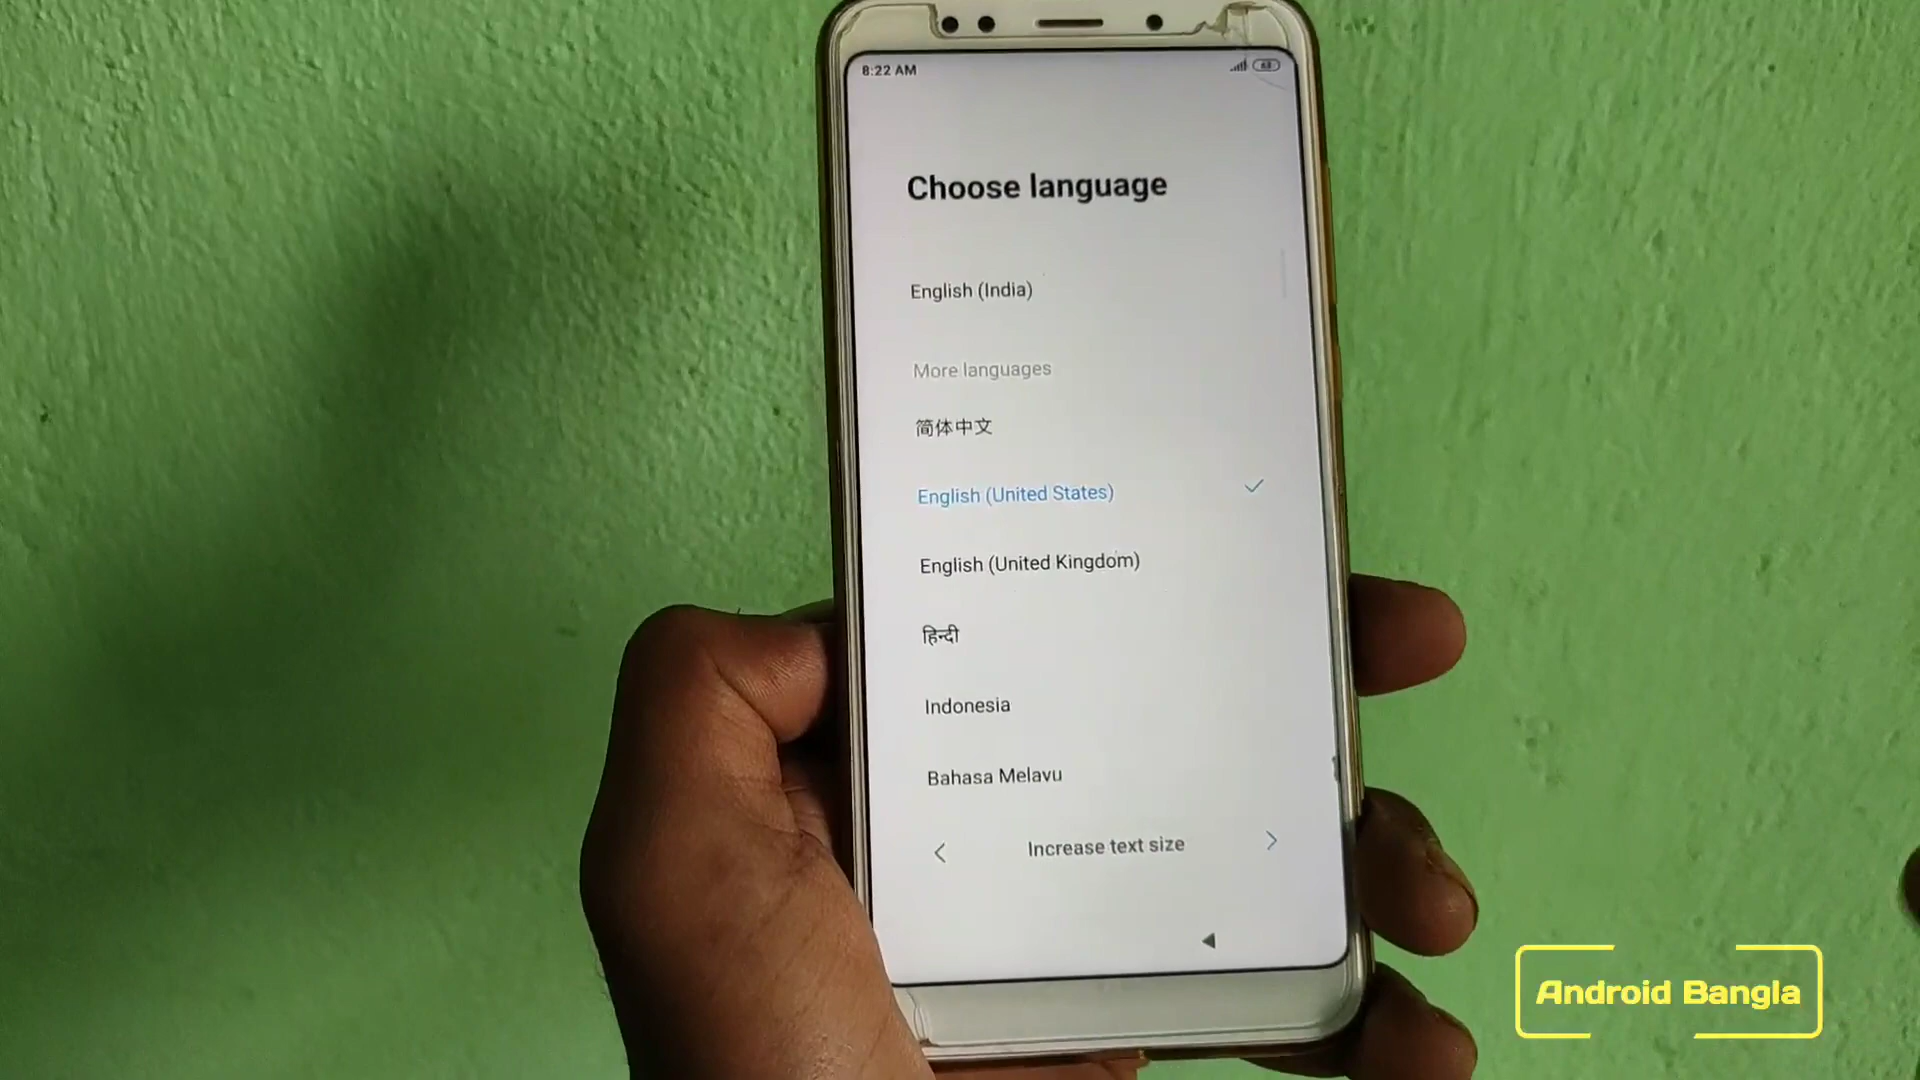 8:22 AM
63
Choose language
English (India)
More languages
简体中文
English (United States)
English (United Kingdom)
हिन्दी
Indonesia
Bahasa Melayu
Increase text size
Android Bangla